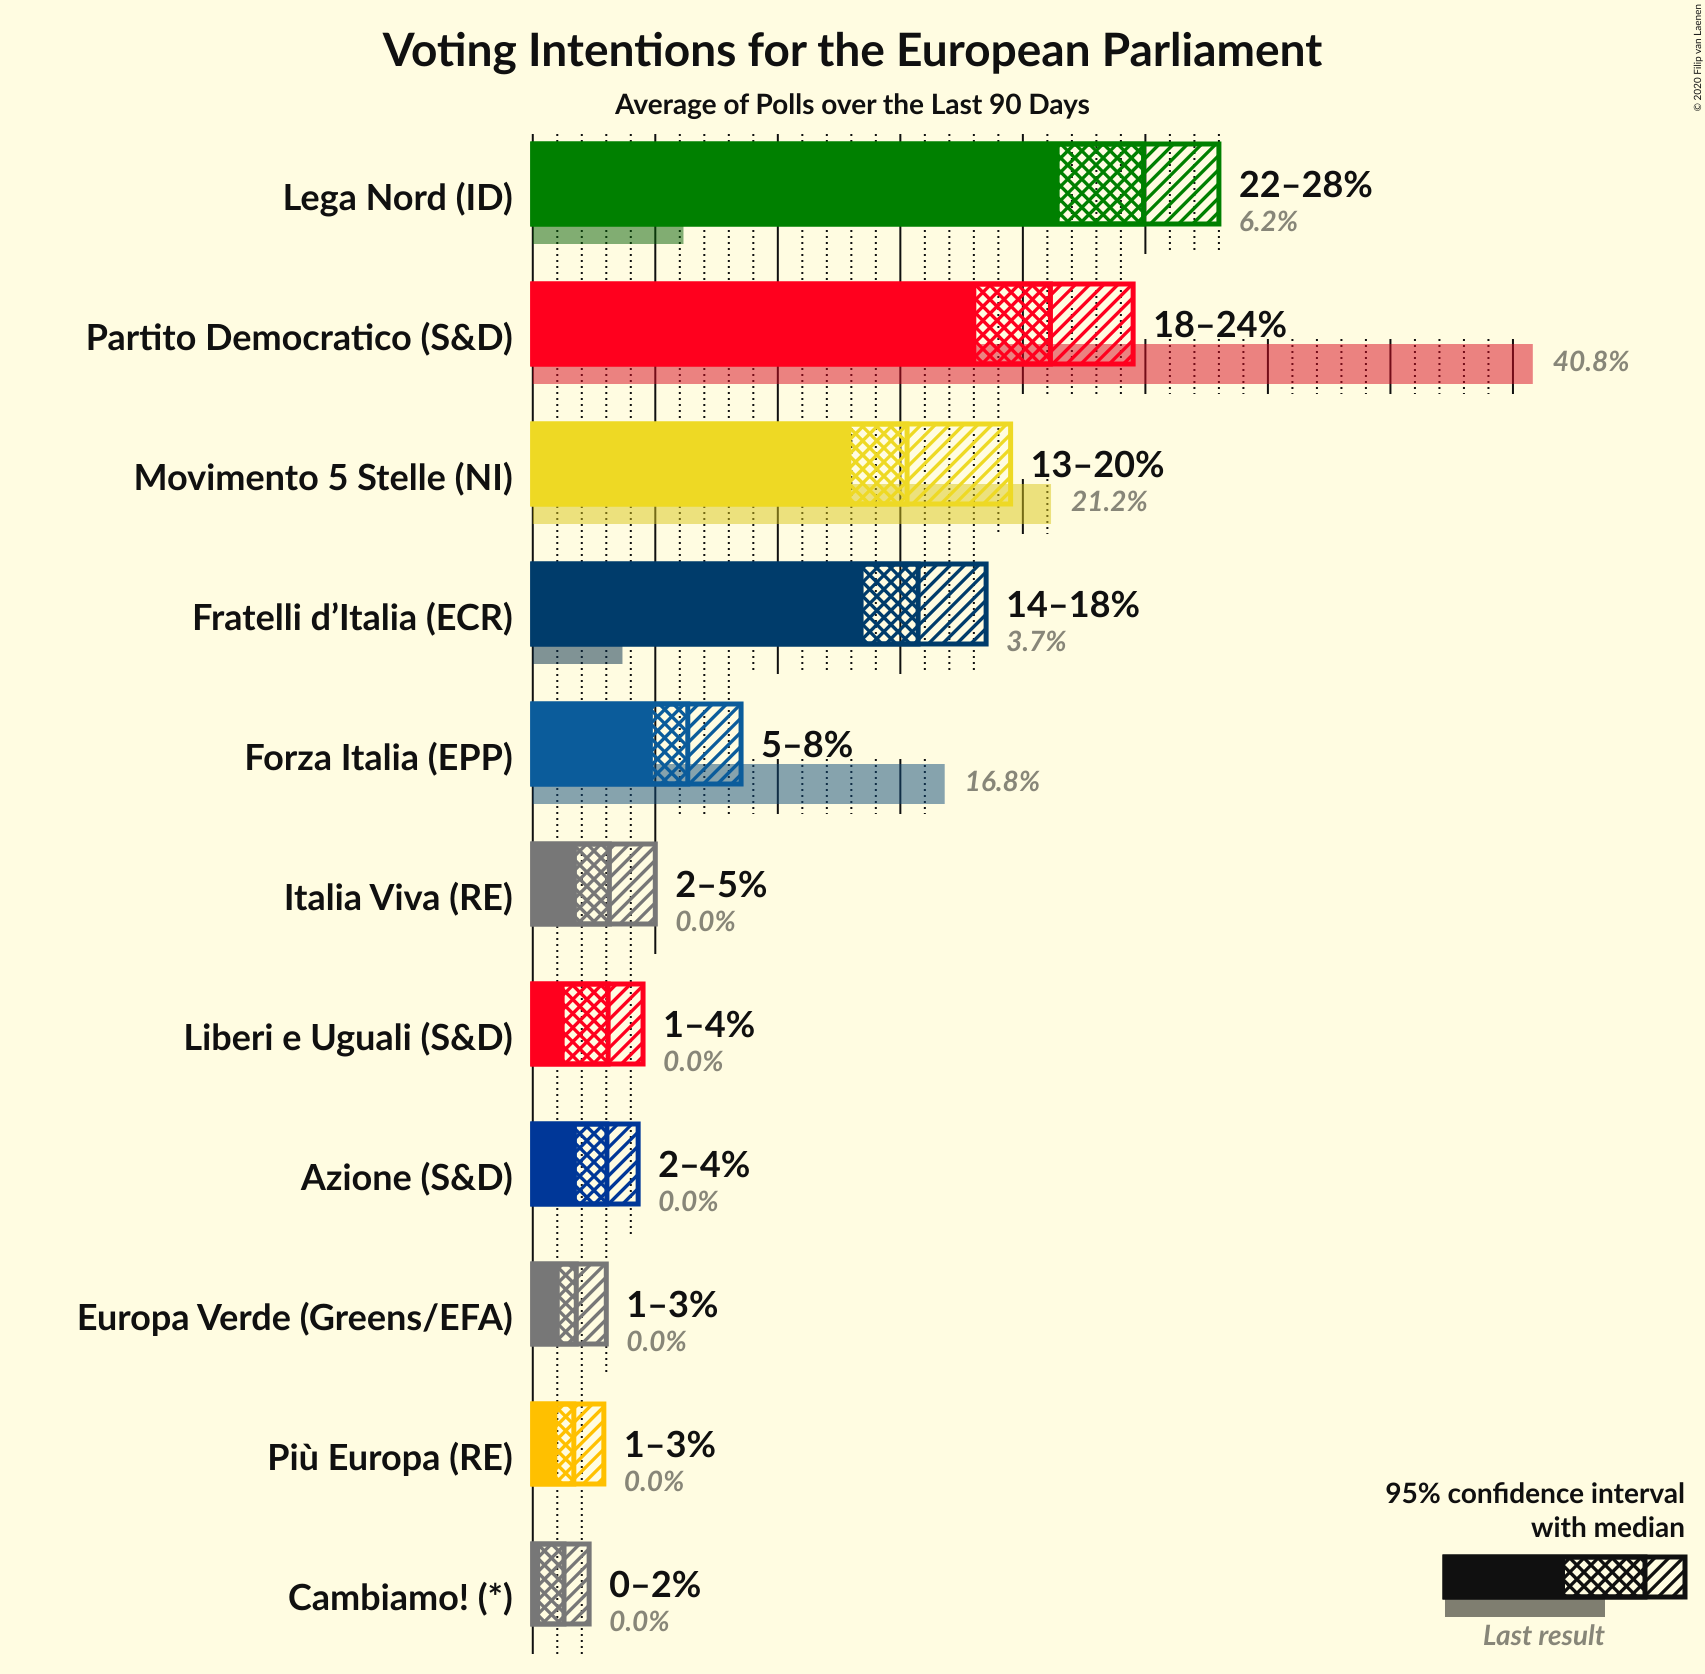 Voting Intentions for the European Parliament
Average of Polls over the Last 90 Days
© 2020 Filip van Laenen
Lega Nord (ID)
22–28%
6.2%
Partito Democratico (S&D)
18–24%
40.8%
Movimento 5 Stelle (NI)
13–20%
21.2%
Fratelli d’Italia (ECR)
14–18%
3.7%
Forza Italia (EPP)
5–8%
16.8%
Italia Viva (RE)
2–5%
0.0%
Liberi e Uguali (S&D)
1–4%
0.0%
Azione (S&D)
2–4%
0.0%
Europa Verde (Greens/EFA)
1–3%
0.0%
Più Europa (RE)
1–3%
0.0%
Cambiamo! (*)
0–2%
0.0%
95% confidence interval
with median
Last result